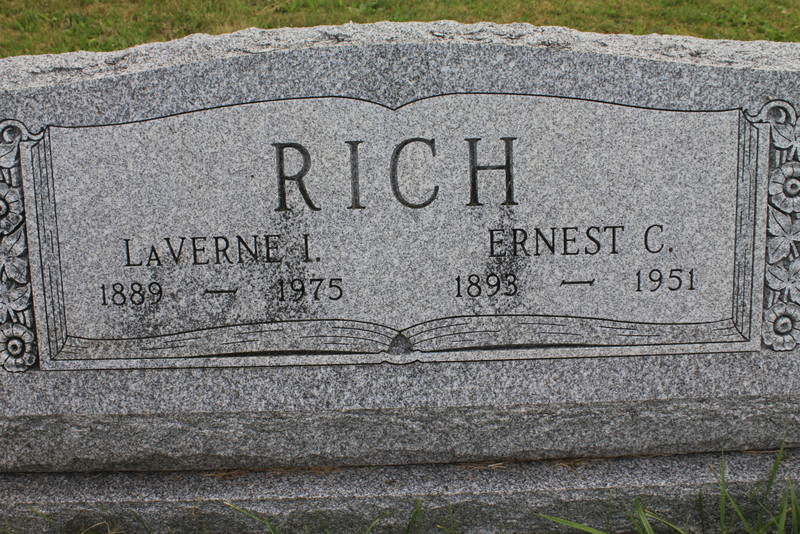 RICH
LAVERNE I. ERNEST C.
1889 — 1975 1893 — 1951